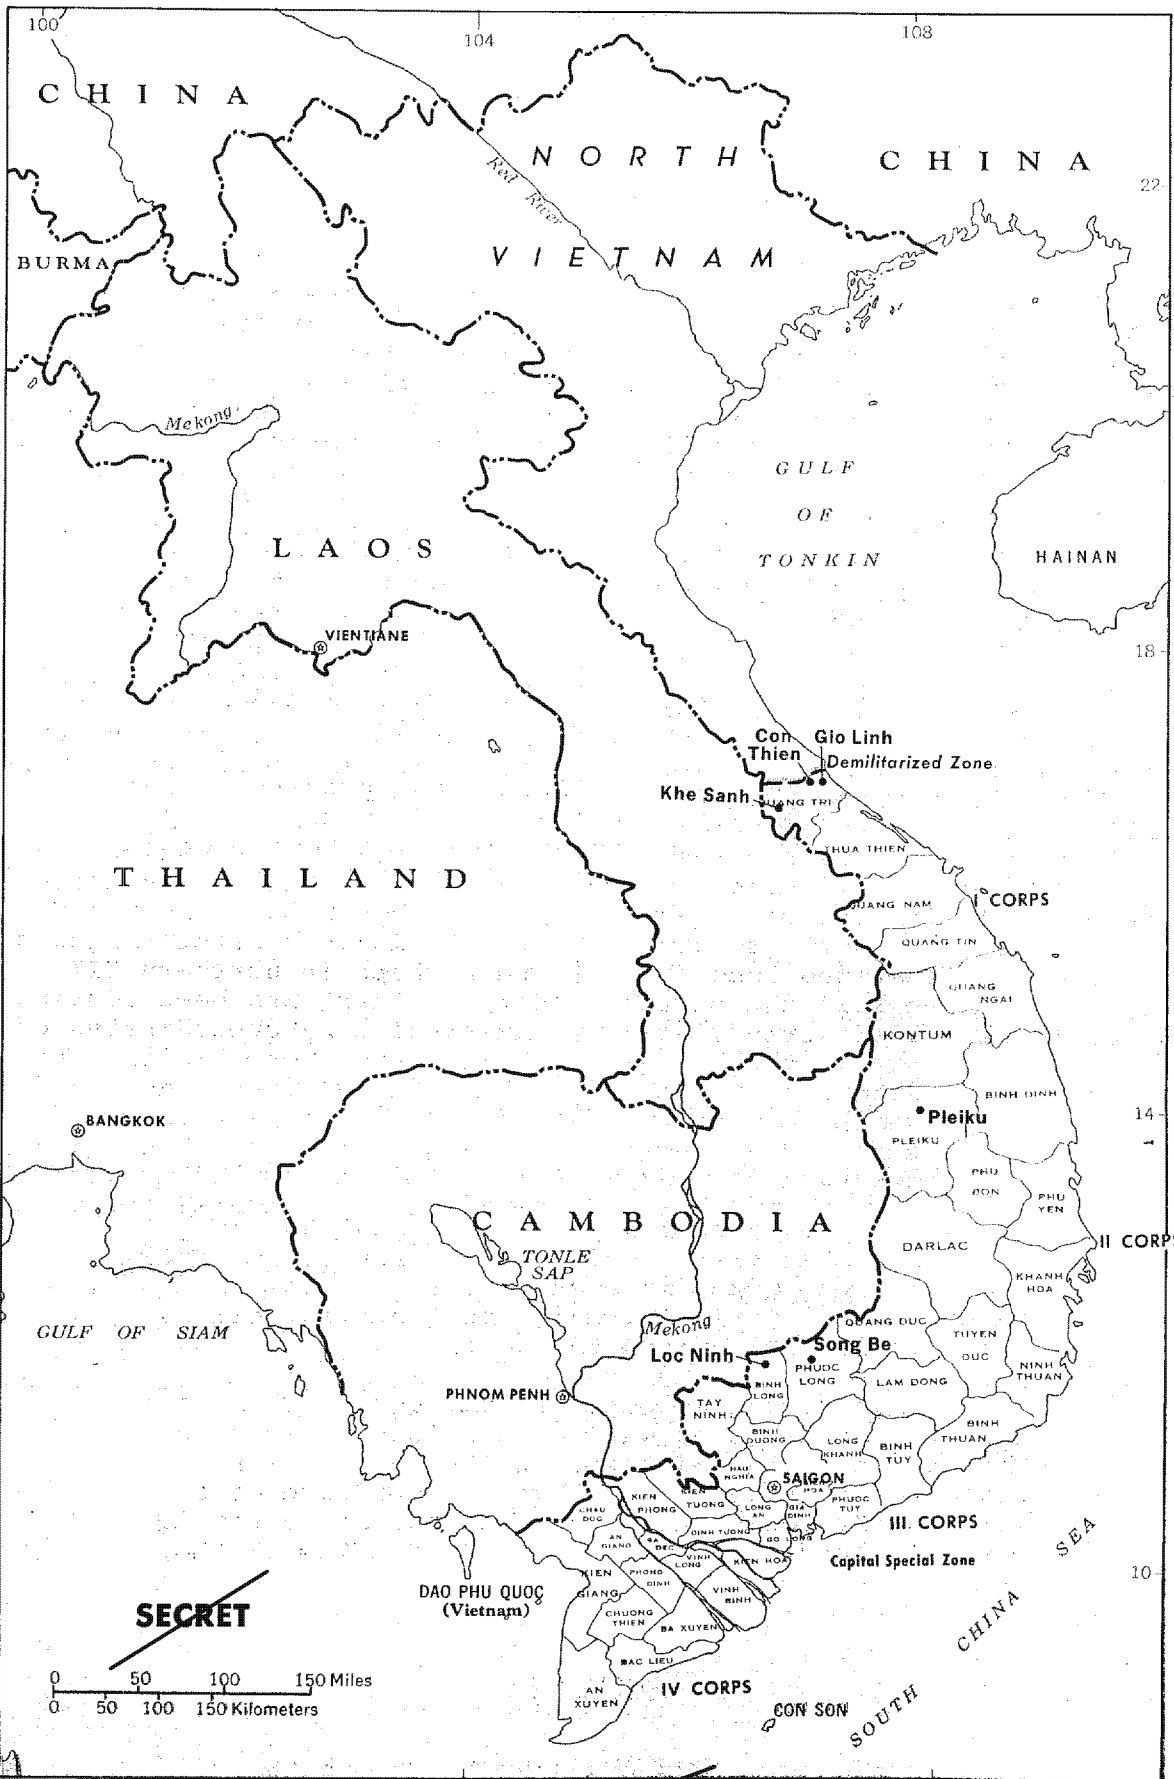 100
104
108
CHINA
NORTH
CHINA
Red River
22
VIETNAM
BURMA
Mekong
GULF
OF
TONKIN
LAOS
HAINAN
VIENTIANE
18
Con
Thien
Gio Linh
Demilitarized Zone
Khe Sanh
QUANG TRI
THUA THIEN
THAILAND
QUANG NAM
I CORPS
QUANG TIN
QUANG
NGAI
KONTUM
BINH DINH
BANGKOK
Pleiku
14
PLEIKU
PHU
BON
PHU
YEN
CAMBODIA
TONLE
SAP
DARLAC
II CORPS
KHANH
HOA
GULF OF SIAM
Mekong
QUANG DUC
TUYEN
DUC
Loc Ninh
Song Be
PHUOC
LONG
NINH
THUAN
BINH
LONG
LAM DONG
PHNOM PENH
TAY
NINH
BINH
DUONG
LONG
KHANH
BINH
TUY
BINH
THUAN
HAU
NGHIA
SAIGON
HOA
KIEN
PHONG
KIEN
TUONG
LONG
AN
GIA
DINH
PHUOC
TUY
CHAU
DOC
III CORPS
AN
GIANG
SA
DEC
DINH TUONG
GO CONG
VINH
LONG
KIEN HOA
Capital Special Zone
KIEN
GIANG
PHONG
DINH
VINH
BINH
10
DAO PHU QUOC
(Vietnam)
CHUONG
THIEN
BA XUYEN
SECRET
BAC LIEU
AN
XUYEN
IV CORPS
CON SON
SOUTH CHINA SEA
0 50 100 150 Miles
0 50 100 150 Kilometers